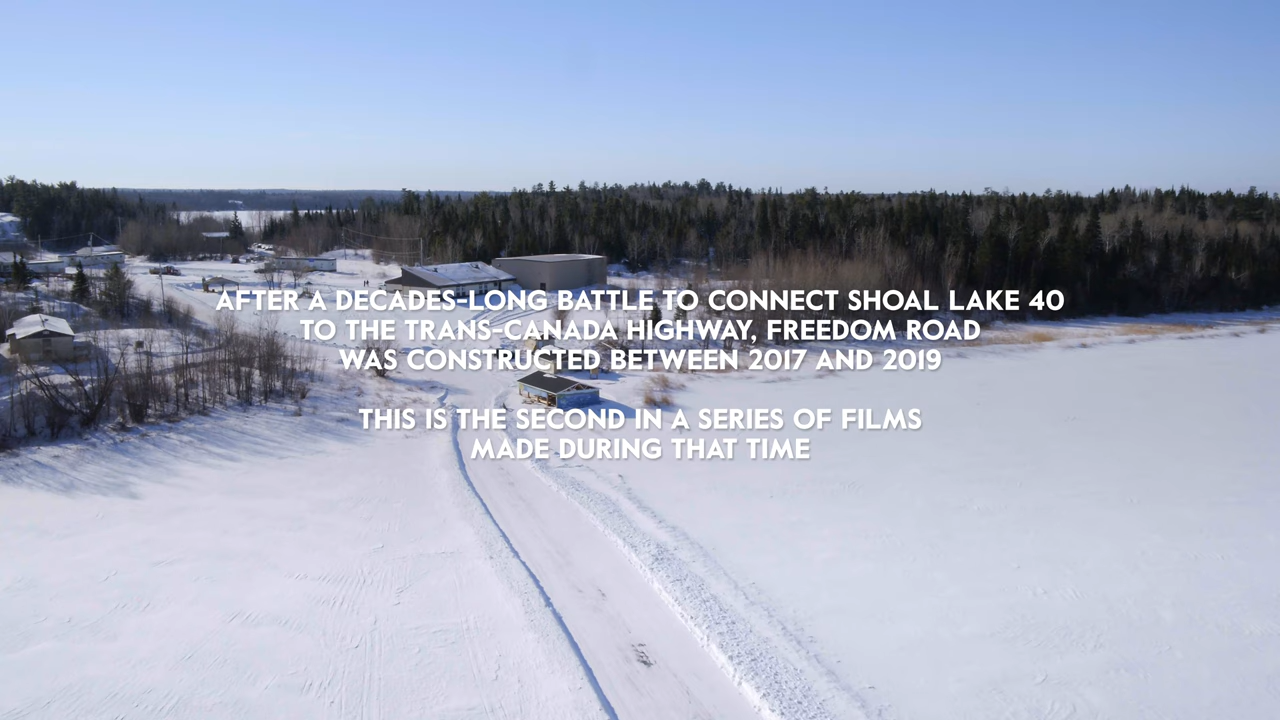 AFTER A DECADES-LONG BATTLE TO CONNECT SHOAL LAKE 40
TO THE TRANS-CANADA HIGHWAY, FREEDOM ROAD
WAS CONSTRUCTED BETWEEN 2017 AND 2019
THIS IS THE SECOND IN A SERIES OF FILMS
MADE DURING THAT TIME